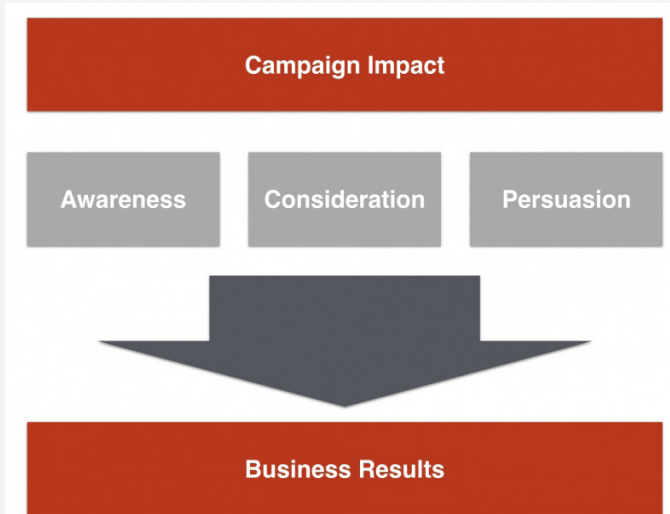 Campaign Impact
Awareness
Consideration
Persuasion
Business Results